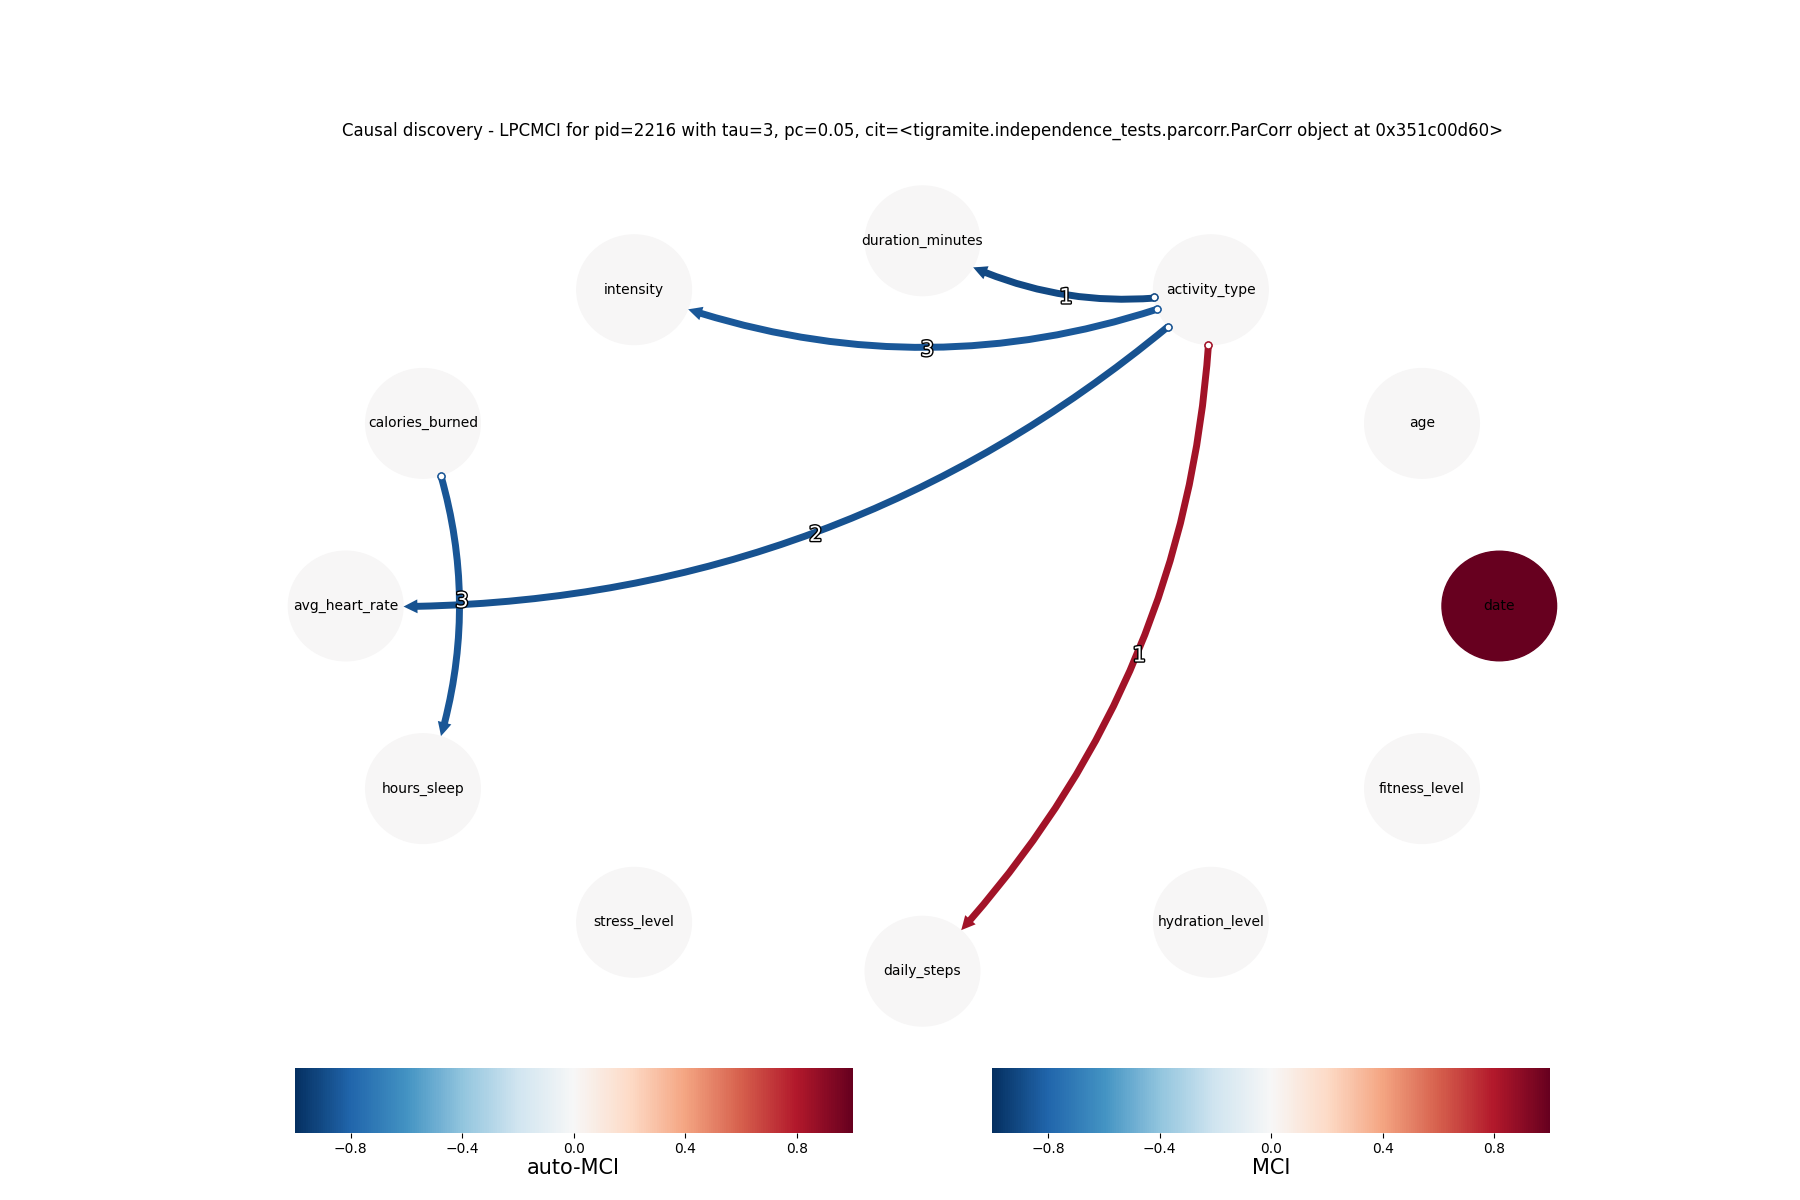 Causal discovery - LPCMCI for pid=2216 with tau=3, pc=0.05, cit=<tigramite.independence_tests.parcorr.ParCorr object at 0x351c00d60>
duration_minutes
intensity
activity_type
1
3
calories_burned
age
2
3
avg_heart_rate
date
1
hours_sleep
fitness_level
stress_level
hydration_level
daily_steps
−0.8 −0.4 0.0 0.4 0.8
auto-MCI
−0.8 −0.4 0.0 0.4 0.8
MCI